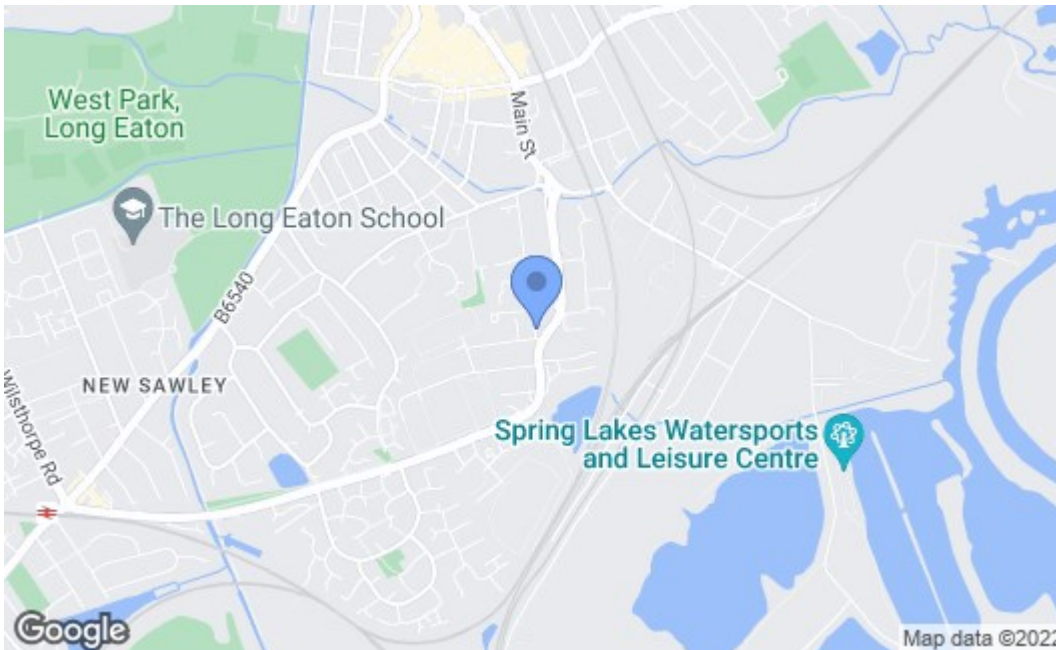 West Park,
Long Eaton
Main St
The Long Eaton School
B6540
NEW SAWLEY
Wilsthorpe Rd
Spring Lakes Watersports
and Leisure Centre
Google
Map data ©2022